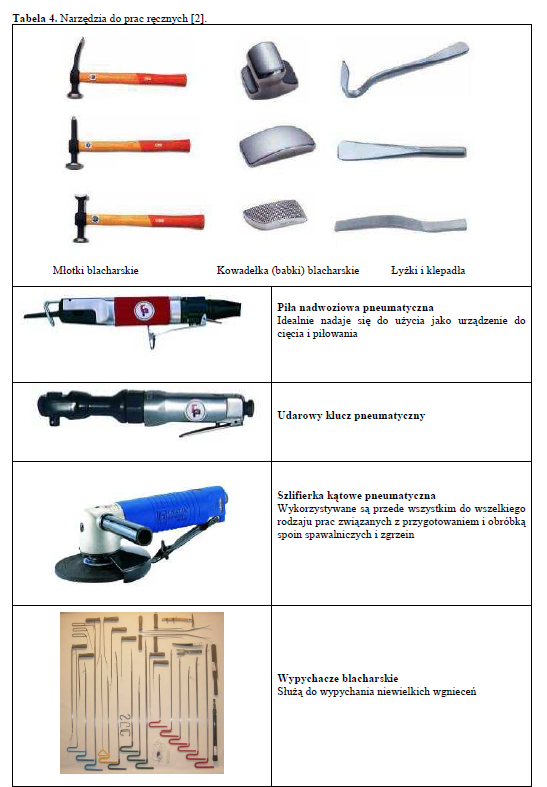 Tabela 4. Narzędzia do prac ręcznych [2].
Młotki blacharskie Kowadełka (babki) blacharskie Łyżki i klepadła
Piła nadwoziowa pneumatyczna
Idealnie nadaje się do użycia jako urządzenie do
cięcia i piłowania
Udarowy klucz pneumatyczny
Szlifierka kątowe pneumatyczna
Wykorzystywane są przede wszystkim do wszelkiego
rodzaju prac związanych z przygotowaniem i obróbką
spoin spawalniczych i zgrzein
Wypychacze blacharskie
Służą do wypychania niewielkich wgnieceń